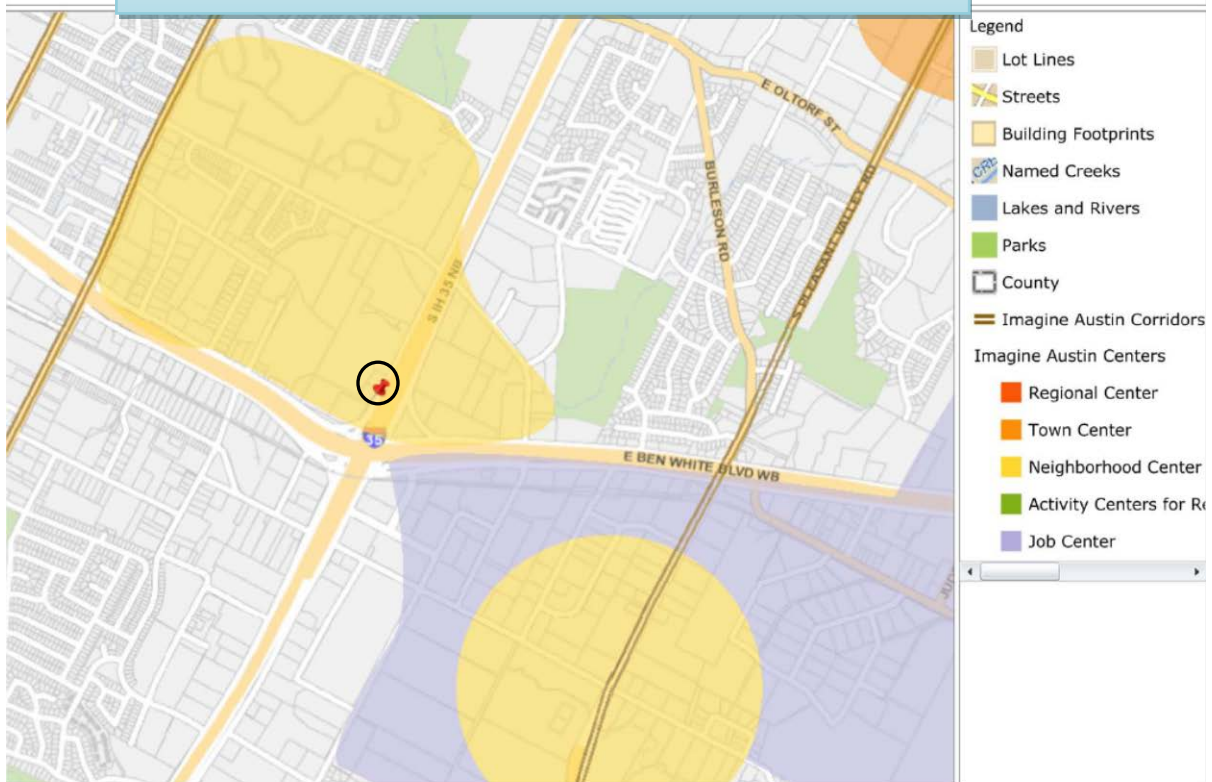 E OLTORF ST
BURLESON RD
S PLEASANT VALLEY RD
S IH 35 NB
35
E BEN WHITE BLVD WB
Legend
Lot Lines
Streets
CRE
Building Footprints
Named Creeks
Lakes and Rivers
Parks
County
Imagine Austin Corridors
Imagine Austin Centers
Regional Center
Town Center
Neighborhood Center
Activity Centers for Re
Job Center